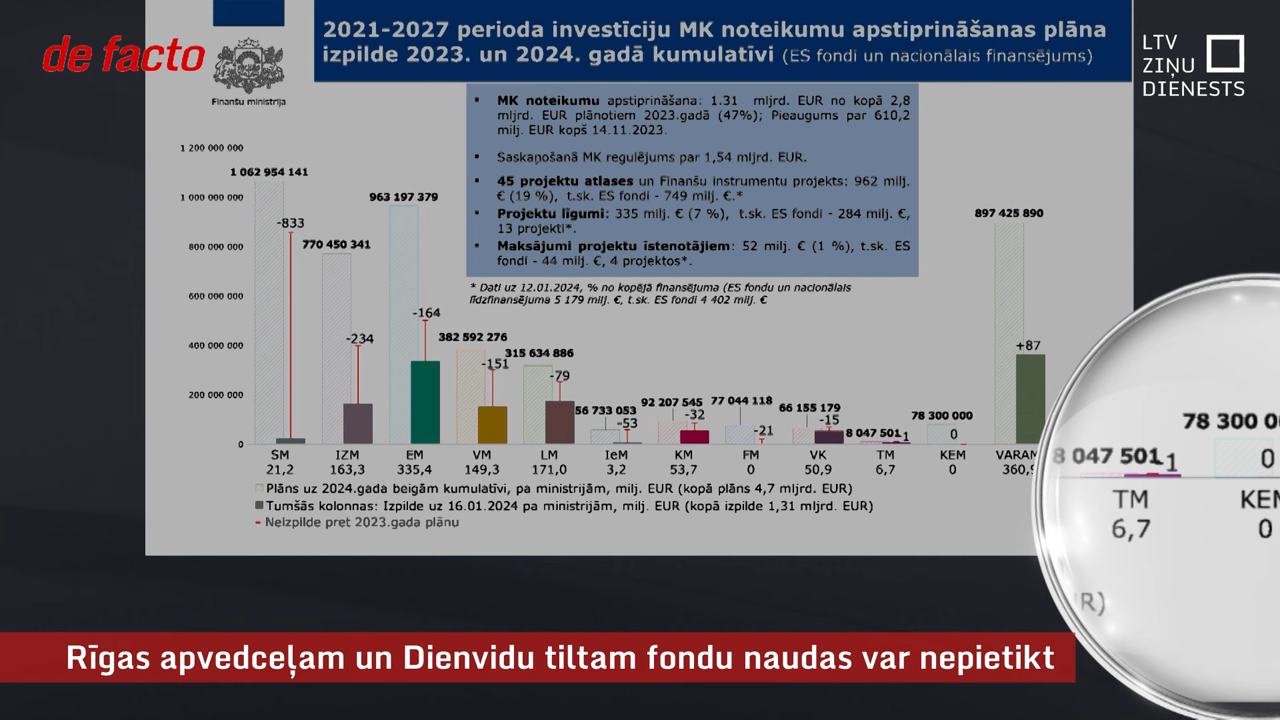 de facto
Finanšu ministrija
2021-2027 perioda investīciju MK noteikumu apstiprināšanas plāna
izpilde 2023. un 2024. gadā kumulatīvi (ES fondi un nacionālais finansējums)
LTV
ZIŅU
DIENESTS
▪ MK noteikumu apstiprināšana: 1.31 mljrd. EUR no kopā 2,8
mljrd. EUR plānotiem 2023.gadā (47%); Pieaugums par 610,2
milj. EUR kopš 14.11.2023.
▪ Saskaņošanā MK regulējums par 1,54 mljrd. EUR.
▪ 45 projektu atlases un Finanšu instrumentu projekts: 962 milj.
€ (19 %), t.sk. ES fondi - 749 milj. €.*
▪ Projektu līgumi: 335 milj. € (7 %), t.sk. ES fondi - 284 milj. €,
13 projekti*.
▪ Maksājumi projektu īstenotājiem: 52 milj. € (1 %), t.sk. ES
fondi - 44 milj. €, 4 projektos*.
* Dati uz 12.01.2024, % no kopējā finansējuma (ES fondu un nacionālais
līdzfinansējuma 5 179 milj. €, t.sk. ES fondi 4 402 milj. €
1 200 000 000
1 000 000 000
800 000 000
600 000 000
400 000 000
200 000 000
0
1 062 954 141
-833
770 450 341
-234
963 197 379
-164
382 592 276
-151
315 634 886
-79
56 733 053
-53
92 207 545
-32
77 044 118
-21
66 155 179
-15
8 047 501
-1
78 300 000
0
897 425 890
+87
SM IZM EM VM LM IeM KM FM VK TM KEM VARAM
21,2 163,3 335,4 149,3 171,0 3,2 53,7 0 50,9 6,7 0 360,9
Plāns uz 2024.gada beigām kumulatīvi, pa ministrijām, milj. EUR (kopā plāns 4,7 mljrd. EUR)
Tumšās kolonnas: Izpilde uz 16.01.2024 pa ministrijām, milj. EUR (kopā izpilde 1,31 mljrd. EUR)
Neizpilde pret 2023.gada plānu
78 300 0
8 047 501
-1
0
TM KEM
6,7 0
R)
Rīgas apvedceļam un Dienvidu tiltam fondu naudas var nepietikt